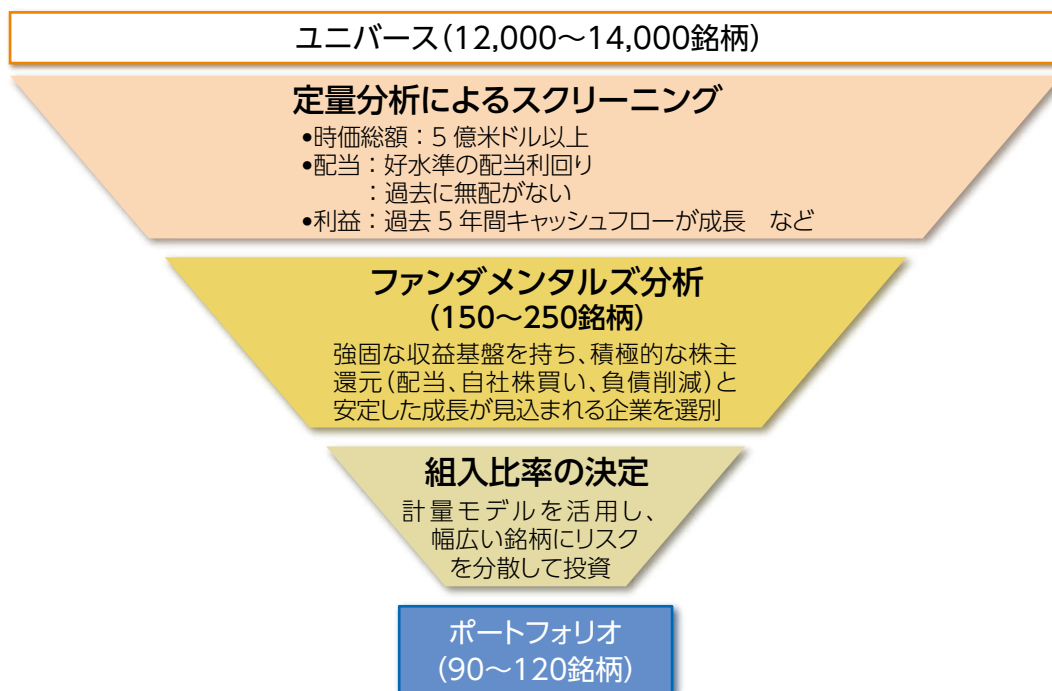 ユニバース(12,000～14,000銘柄)
定量分析によるスクリーニング
•時価総額：5 億米ドル以上
•配当：好水準の配当利回り
：過去に無配がない
•利益：過去 5 年間キャッシュフローが成長　など
ファンダメンタルズ分析
(150～250銘柄)
強固な収益基盤を持ち、積極的な株主
還元(配当、自社株買い、負債削減)と
安定した成長が見込まれる企業を選別
組入比率の決定
計量モデルを活用し、
幅広い銘柄にリスク
を分散して投資
ポートフォリオ
(90～120銘柄)